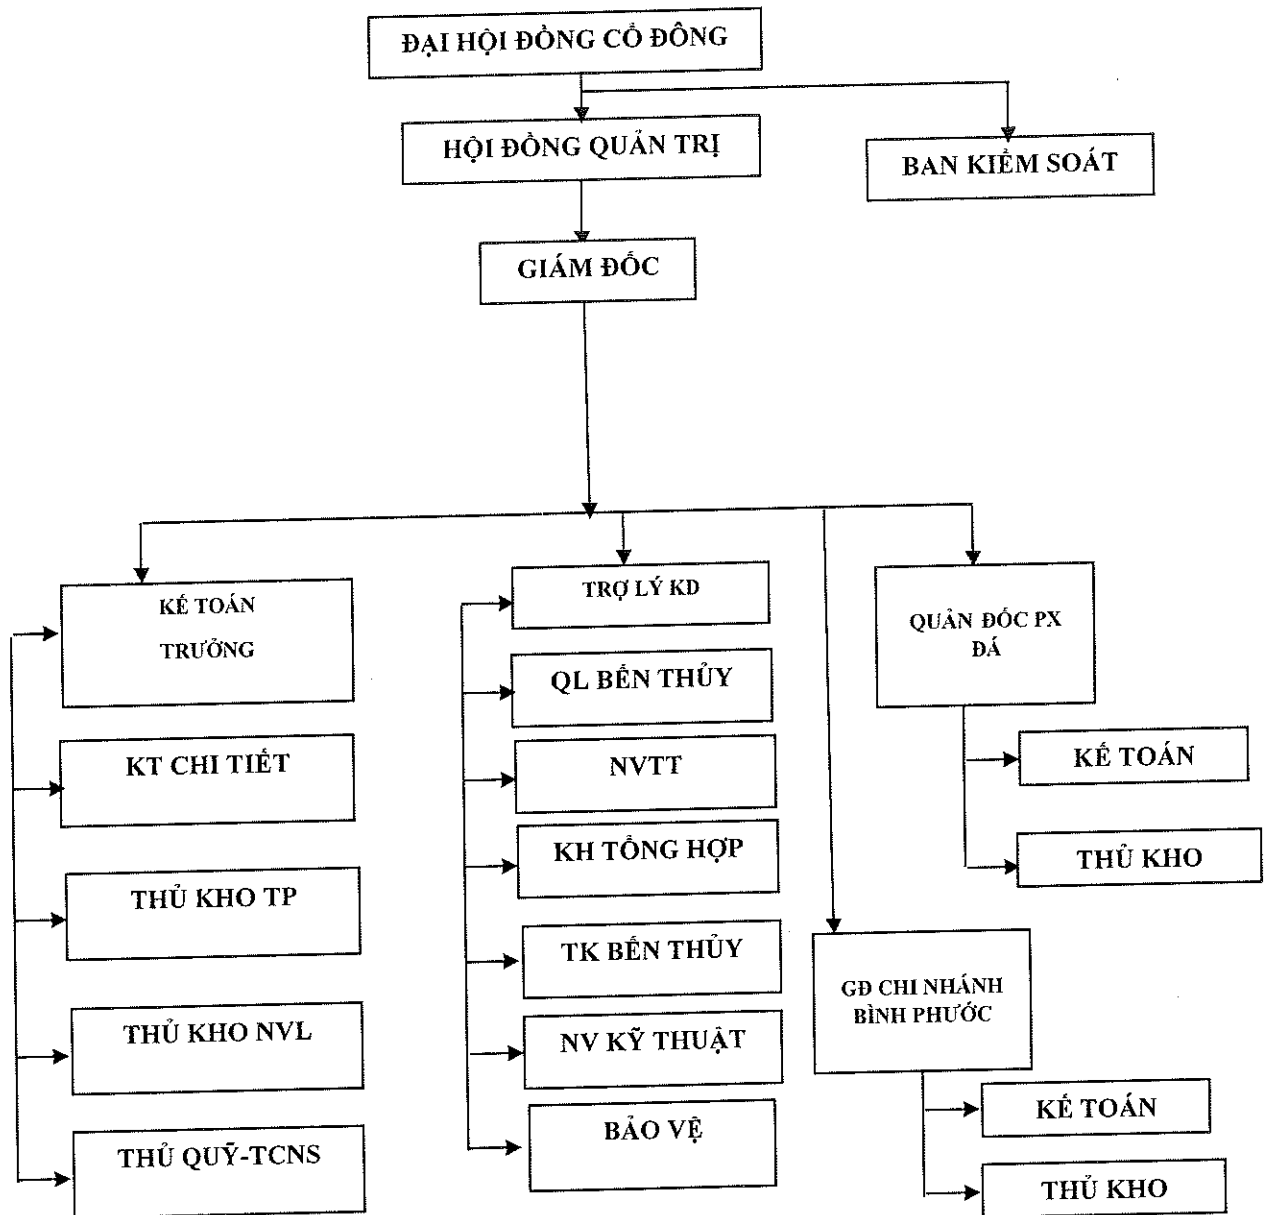 ĐẠI HỘI ĐỒNG CỔ ĐÔNG
HỘI ĐỒNG QUẢN TRỊ
BAN KIỂM SOÁT
GIÁM ĐỐC
KẾ TOÁN
TRƯỞNG
KT CHI TIẾT
THỦ KHO TP
THỦ KHO NVL
THỦ QUỸ-TCNS
TRỢ LÝ KD
QL BẾN THỦY
NVTT
KH TỔNG HỢP
TK BẾN THỦY
NV KỸ THUẬT
BẢO VỆ
QUẢN ĐỐC PX
ĐÁ
KẾ TOÁN
THỦ KHO
GĐ CHI NHÁNH
BÌNH PHƯỚC
KẾ TOÁN
THỦ KHO